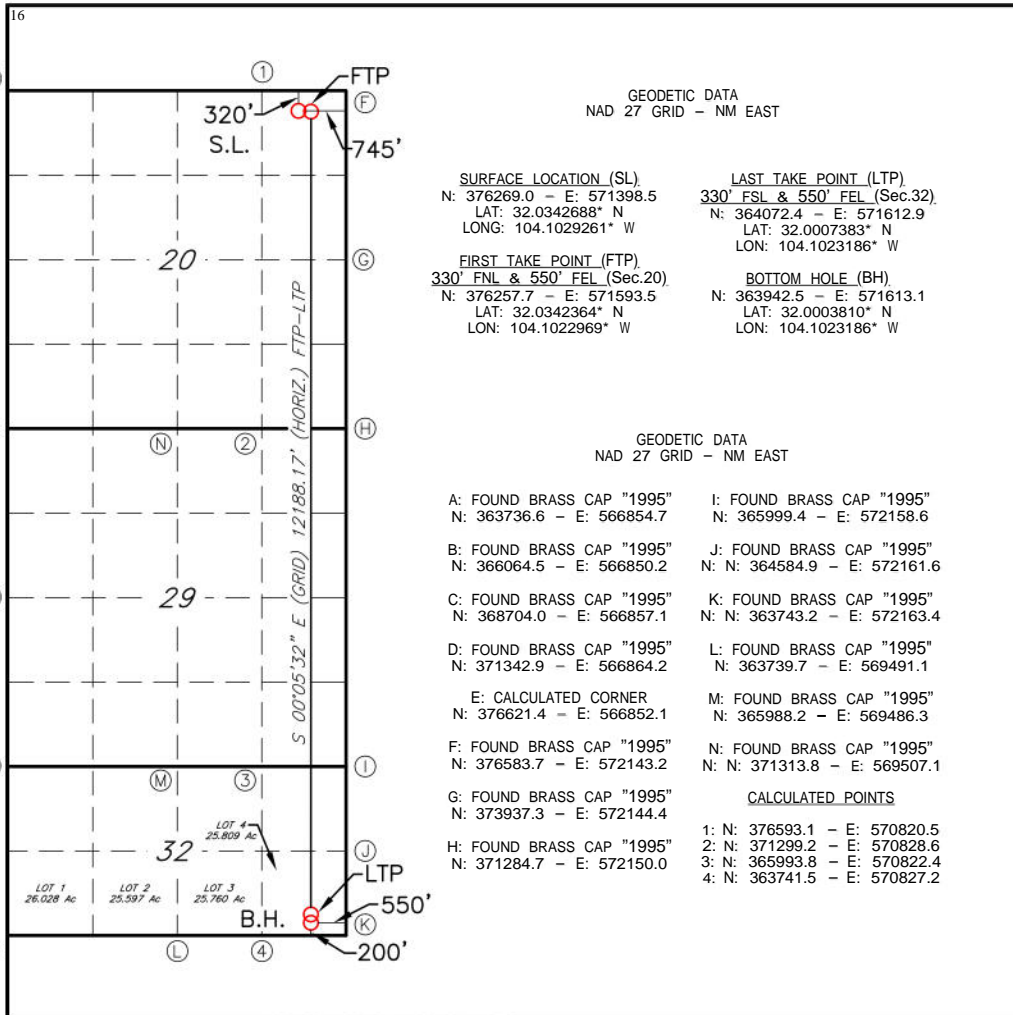 16
1
FTP
F
320'
S.L.
745'
20
G
S 00°05'32" E (GRID) 12188.17' (HORIZ.) FTP-LTP
N
2
H
29
M
3
I
LOT 4
25.809 Ac
32
J
LOT 1
26.028 Ac
LOT 2
25.597 Ac
LOT 3
25.760 Ac
LTP
B.H.
550'
K
L
4
200'
GEODETIC DATA
NAD 27 GRID – NM EAST
SURFACE LOCATION (SL)
N: 376269.0 – E: 571398.5
LAT: 32.0342688* N
LONG: 104.1029261* W
FIRST TAKE POINT (FTP)
330' FNL & 550' FEL (Sec.20)
N: 376257.7 – E: 571593.5
LAT: 32.0342364* N
LON: 104.1022969* W
LAST TAKE POINT (LTP)
330' FSL & 550' FEL (Sec.32)
N: 364072.4 – E: 571612.9
LAT: 32.0007383* N
LON: 104.1023186* W
BOTTOM HOLE (BH)
N: 363942.5 – E: 571613.1
LAT: 32.0003810* N
LON: 104.1023186* W
GEODETIC DATA
NAD 27 GRID – NM EAST
A: FOUND BRASS CAP "1995"
N: 363736.6 – E: 566854.7
B: FOUND BRASS CAP "1995"
N: 366064.5 – E: 566850.2
C: FOUND BRASS CAP "1995"
N: 368704.0 – E: 566857.1
D: FOUND BRASS CAP "1995"
N: 371342.9 – E: 566864.2
E: CALCULATED CORNER
N: 376621.4 – E: 566852.1
F: FOUND BRASS CAP "1995"
N: 376583.7 – E: 572143.2
G: FOUND BRASS CAP "1995"
N: 373937.3 – E: 572144.4
H: FOUND BRASS CAP "1995"
N: 371284.7 – E: 572150.0
I: FOUND BRASS CAP "1995"
N: 365999.4 – E: 572158.6
J: FOUND BRASS CAP "1995"
N: N: 364584.9 – E: 572161.6
K: FOUND BRASS CAP "1995"
N: N: 363743.2 – E: 572163.4
L: FOUND BRASS CAP "1995"
N: 363739.7 – E: 569491.1
M: FOUND BRASS CAP "1995"
N: 365988.2 – E: 569486.3
N: FOUND BRASS CAP "1995"
N: N: 371313.8 – E: 569507.1
CALCULATED POINTS
1: N: 376593.1 – E: 570820.5
2: N: 371299.2 – E: 570828.6
3: N: 365993.8 – E: 570822.4
4: N: 363741.5 – E: 570827.2